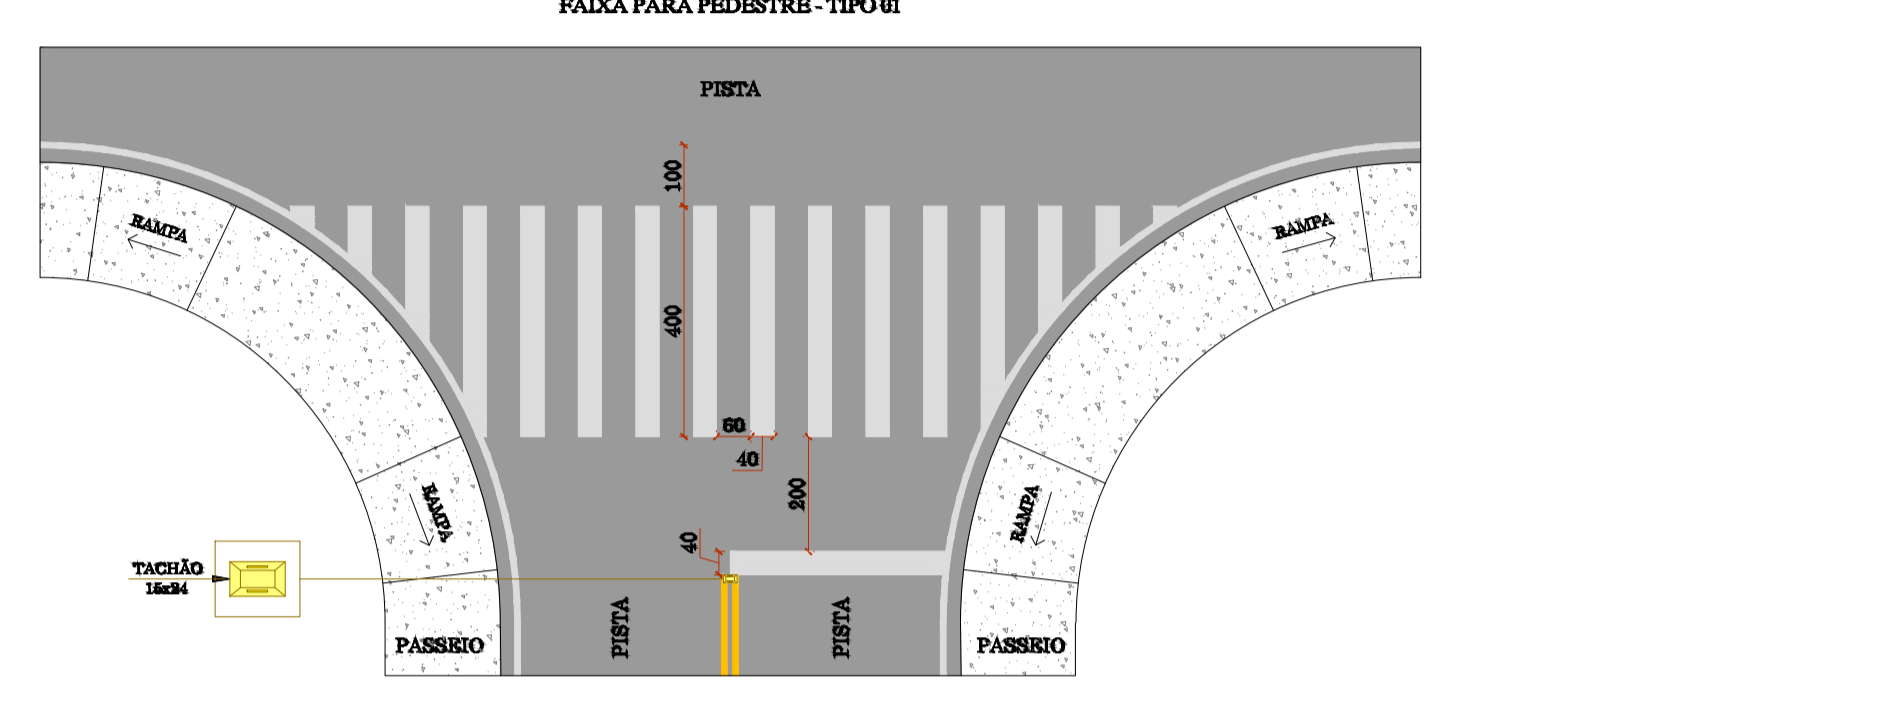 FAIXA PARA PEDESTRE - TIPO 01
PISTA
100
RAMPA
RAMPA
400
60
40
200
RAMPA
RAMPA
40
TACHÃO
15x24
PISTA
PISTA
PASSEIO
PASSEIO